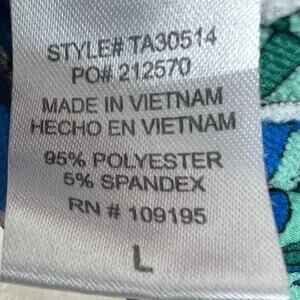 STYLE# TA30514
PO# 212570
MADE IN VIETNAM
HECHO EN VIETNAM
95% POLYESTER
5% SPANDEX
RN # 109195
L